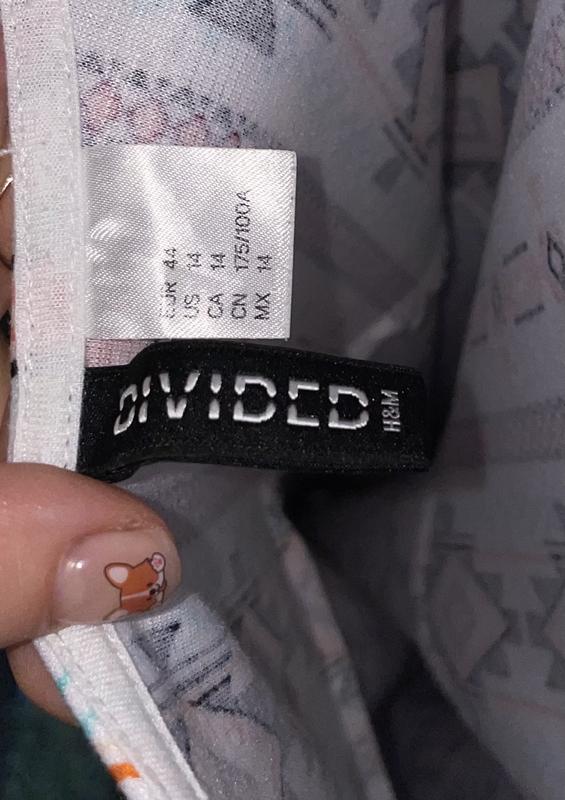 EUR 44
US 14
CA 14
CN 175/100A
MX 14
DIVIDED
H&M